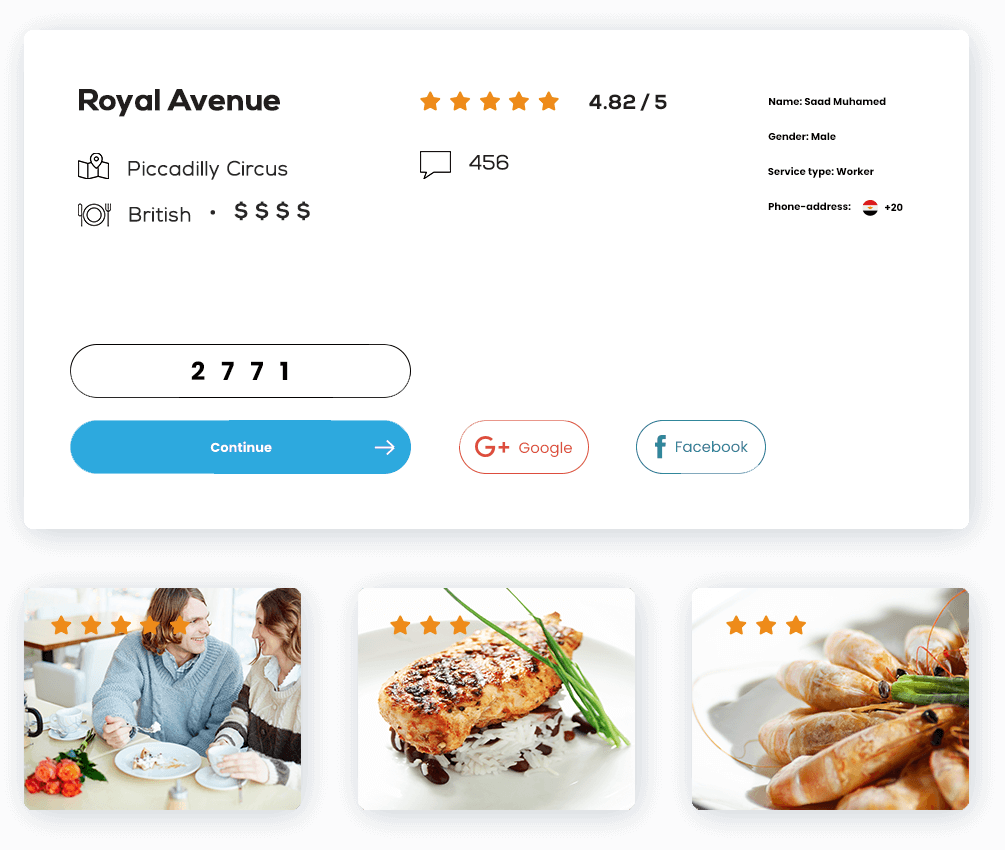 Royal Avenue
4.82 / 5
Piccadilly Circus
456
British • $ $ $ $
Name: Saad Muhamed
Gender: Male
Service type: Worker
Phone-address: +20
2 7 7 1
Continue
G+ Google
f Facebook